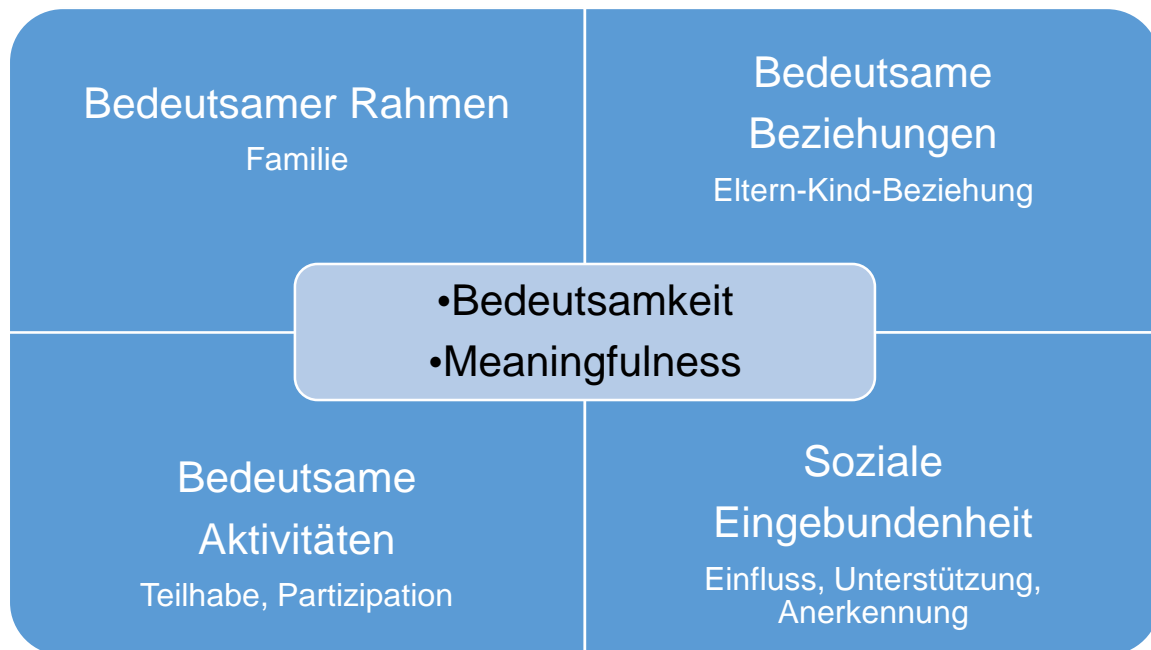 Bedeutsamer Rahmen
Familie
Bedeutsame
Beziehungen
Eltern-Kind-Beziehung
•Bedeutsamkeit
•Meaningfulness
Bedeutsame
Aktivitäten
Teilhabe, Partizipation
Soziale
Eingebundenheit
Einfluss, Unterstützung,
Anerkennung